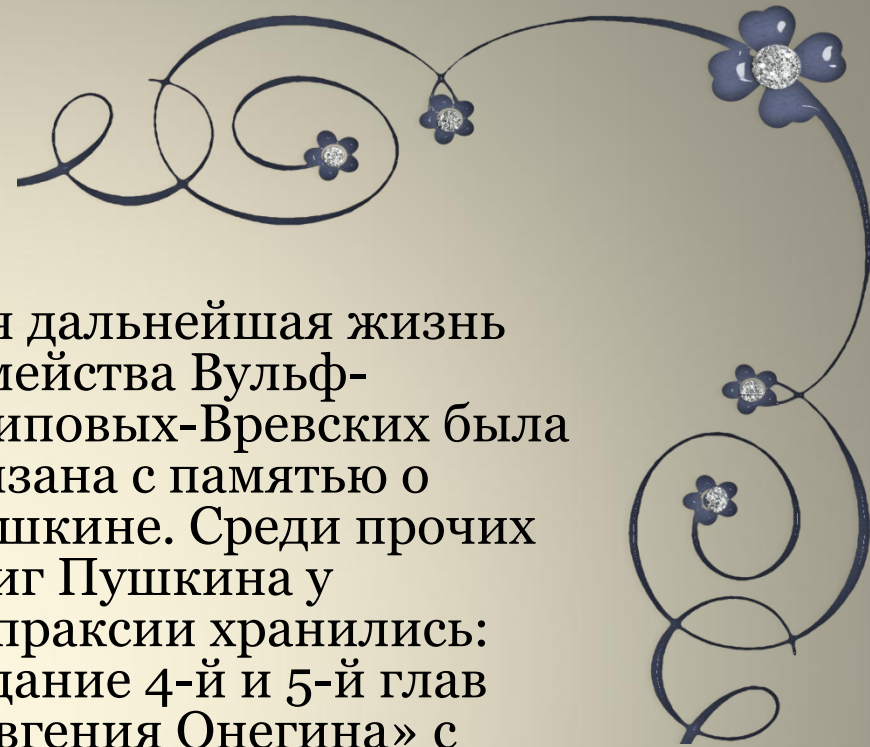 я дальнейшая жизнь
мейства Вульф-
иповых-Вревских была
язана с памятью о
шкине. Среди прочих
иг Пушкина у
праксии хранились:
дание 4-й и 5-й глав
вгения Онегина» с